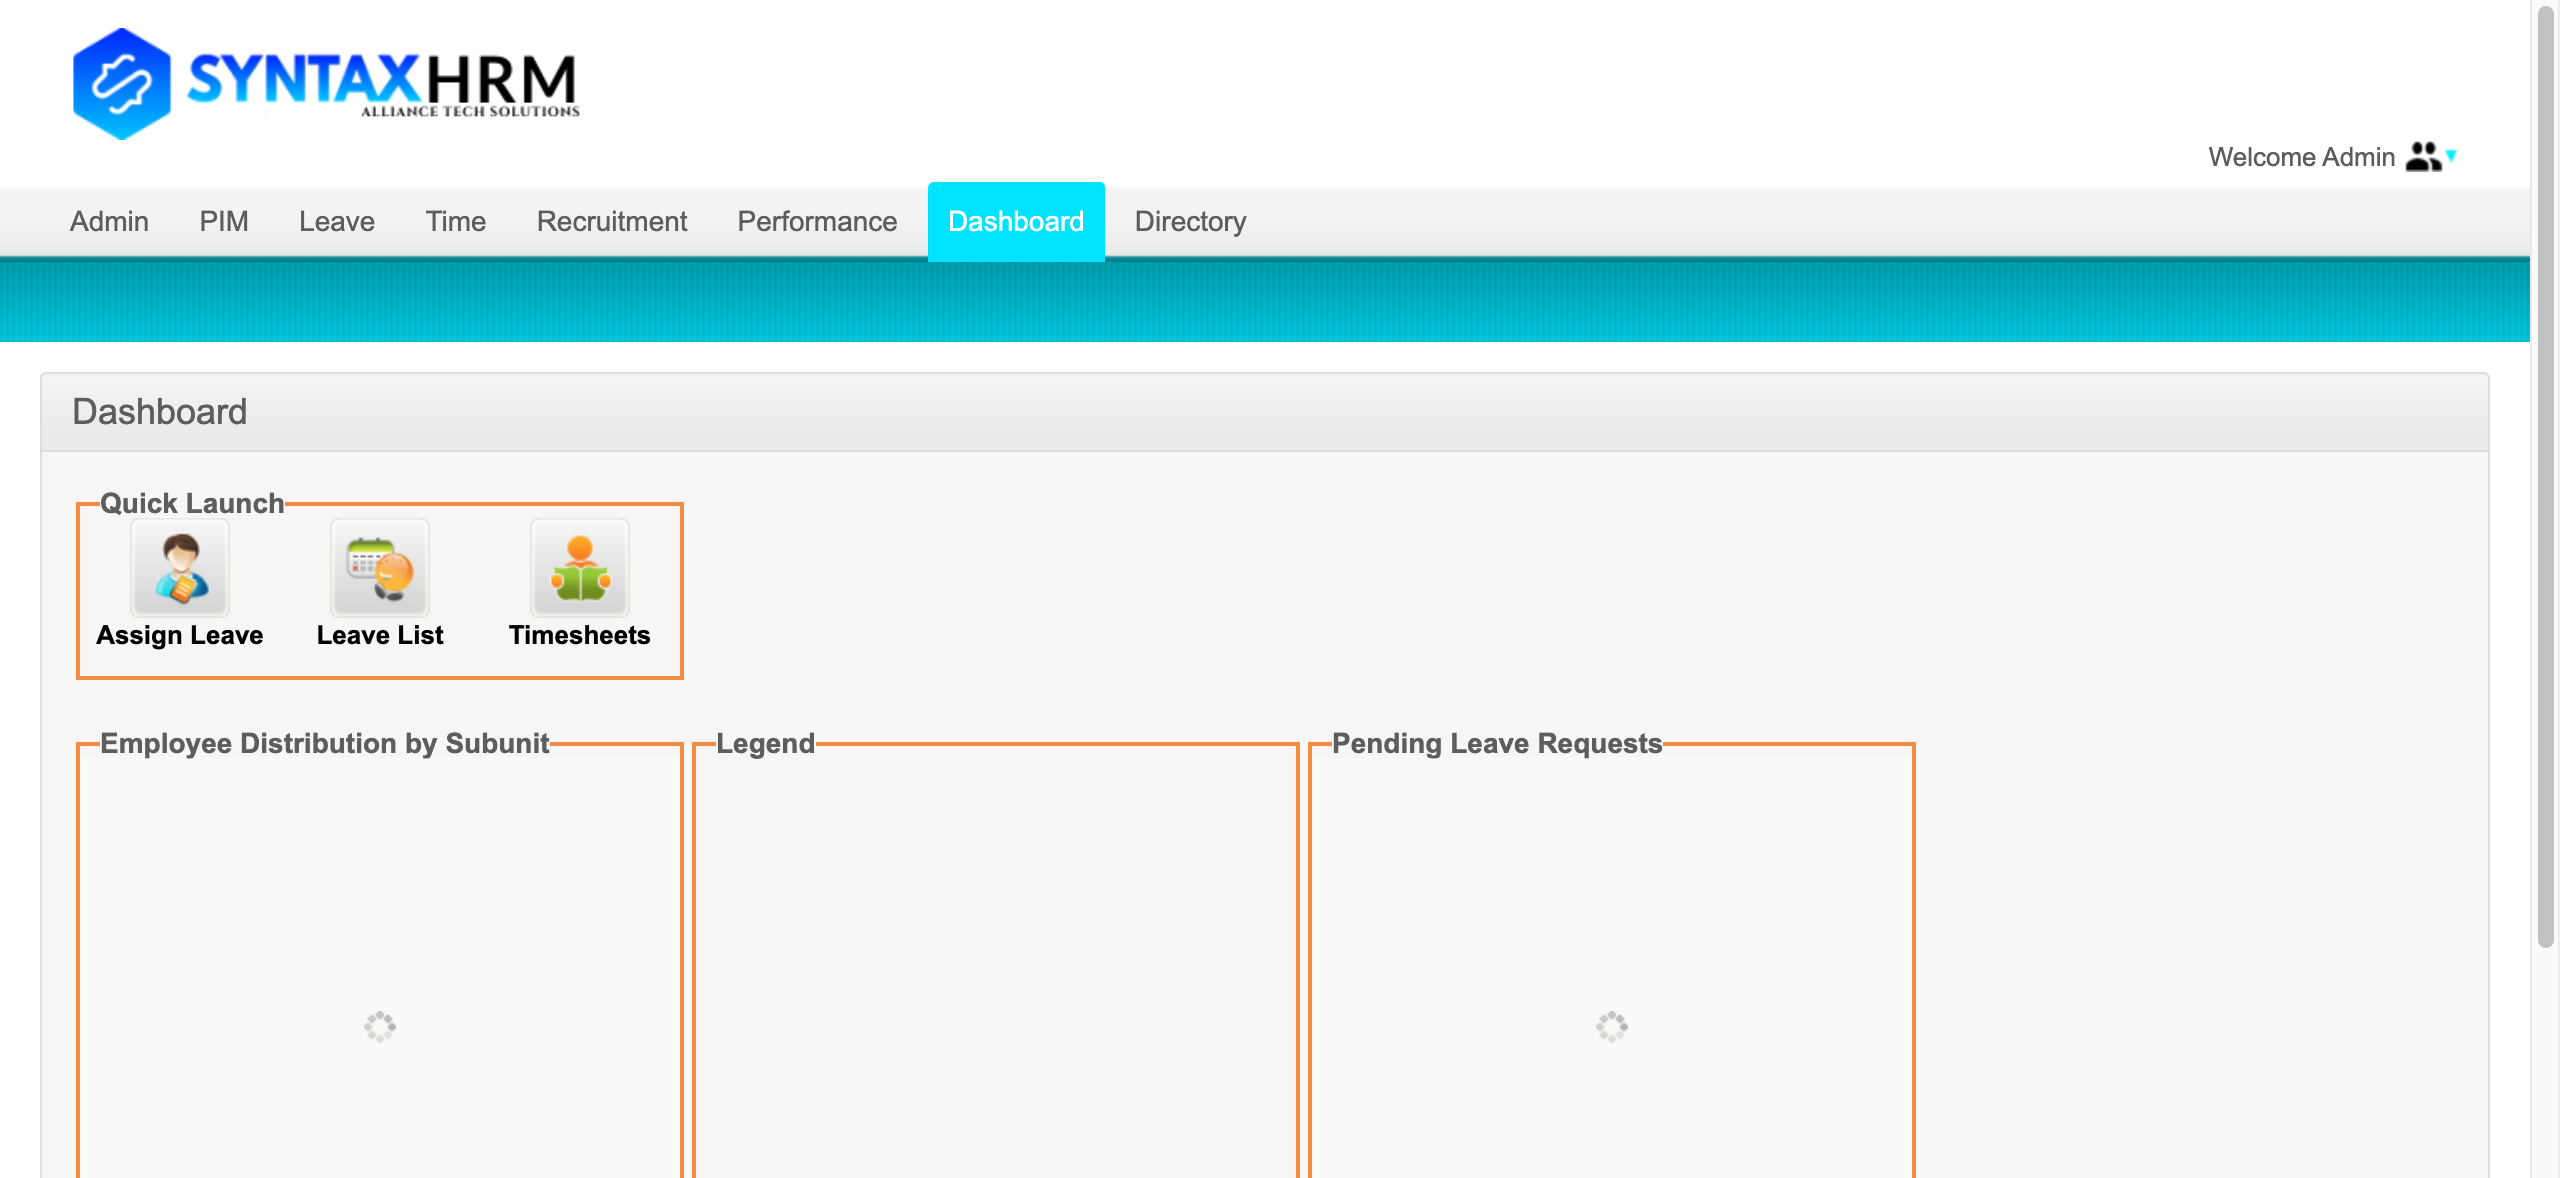 SYNTAXHRM
ALLIANCE TECH SOLUTIONS
Welcome Admin
Admin PIM Leave Time Recruitment Performance Dashboard Directory
Dashboard
Quick Launch
Assign Leave Leave List Timesheets
Employee Distribution by Subunit Legend Pending Leave Requests